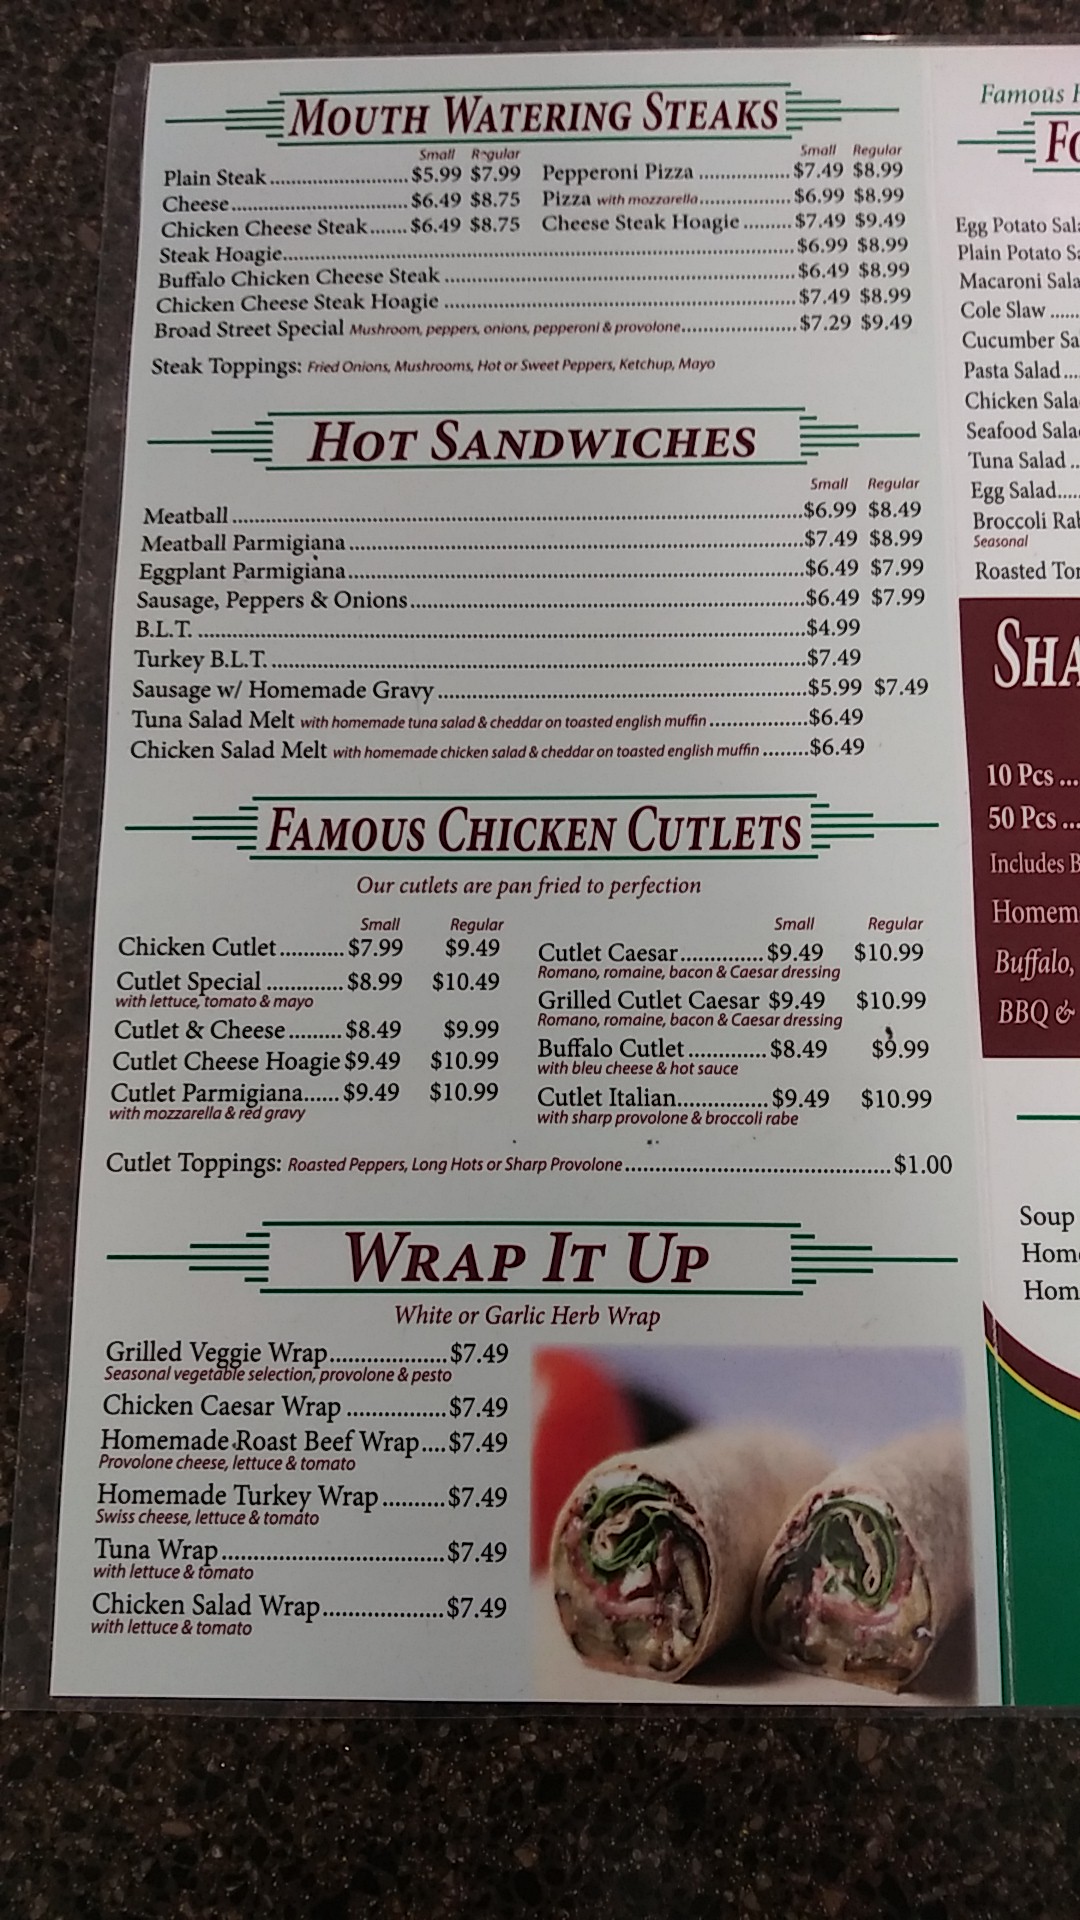 MOUTH WATERING STEAKS
Small Regular
Plain Steak.......................$5.99 $7.99
Cheese.............................$6.49 $8.75
Chicken Cheese Steak.......$6.49 $8.75
Small Regular
Pepperoni Pizza ...............$7.49 $8.99
Pizza with mozzarella...............$6.99 $8.99
Cheese Steak Hoagie .........$7.49 $9.49
Steak Hoagie.....................$6.99 $8.99
Buffalo Chicken Cheese Steak .....................$6.49 $8.99
Chicken Cheese Steak Hoagie .....................$7.49 $8.99
Broad Street Special Mushroom, peppers, onions, pepperoni & provolone...................$7.29 $9.49
Steak Toppings: Fried Onions, Mushrooms, Hot or Sweet Peppers, Ketchup, Mayo
HOT SANDWICHES
Small Regular
Meatball .....................$6.99 $8.49
Meatball Parmigiana .....................$7.49 $8.99
Eggplant Parmigiana.....................$6.49 $7.99
Sausage, Peppers & Onions.....................$6.49 $7.99
B.L.T. .....................$4.99
Turkey B.L.T. .....................$7.49
Sausage w/ Homemade Gravy .....................$5.99 $7.49
Tuna Salad Melt with homemade tuna salad & cheddar on toasted english muffin ................$6.49
Chicken Salad Melt with homemade chicken salad & cheddar on toasted english muffin ........$6.49
FAMOUS CHICKEN CUTLETS
Our cutlets are pan fried to perfection
Small Regular
Chicken Cutlet ..........$7.99 $9.49
Cutlet Special ............$8.99 $10.49
with lettuce, tomato & mayo
Cutlet & Cheese .........$8.49 $9.99
Cutlet Cheese Hoagie $9.49 $10.99
Cutlet Parmigiana...... $9.49 $10.99
with mozzarella & red gravy
Small Regular
Cutlet Caesar..............$9.49 $10.99
Romano, romaine, bacon & Caesar dressing
Grilled Cutlet Caesar $9.49 $10.99
Romano, romaine, bacon & Caesar dressing
Buffalo Cutlet .............$8.49 $9.99
with bleu cheese & hot sauce
Cutlet Italian...............$9.49 $10.99
with sharp provolone & broccoli rabe
Cutlet Toppings: Roasted Peppers, Long Hots or Sharp Provolone.....................$1.00
WRAP IT UP
White or Garlic Herb Wrap
Grilled Veggie Wrap...................$7.49
Seasonal vegetable selection, provolone & pesto
Chicken Caesar Wrap ................$7.49
Homemade Roast Beef Wrap....$7.49
Provolone cheese, lettuce & tomato
Homemade Turkey Wrap ..........$7.49
Swiss cheese, lettuce & tomato
Tuna Wrap ....................................$7.49
with lettuce & tomato
Chicken Salad Wrap....................$7.49
with lettuce & tomato
Famous
Egg Potato
Plain Potato
Macaroni
Cole Slaw ......
Cucumber
Pasta Salad....
Chicken
Seafood
Tuna Salad ..
Egg Salad.....
Broccoli
Seasonal
Roasted
10 Pcs ...
50 Pcs ...
Includes
Buffalo,
BBQ &
Soup